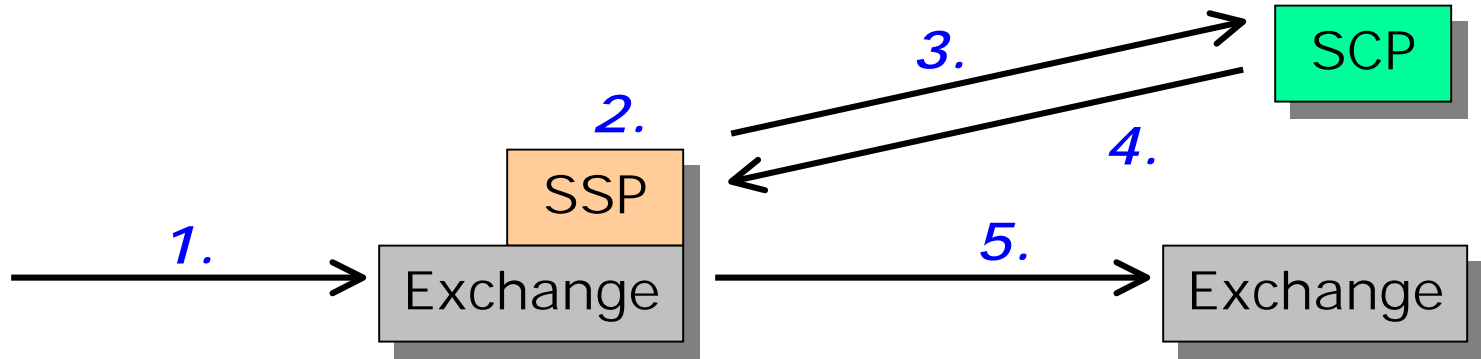 3.
SCP
2.
4.
SSP
1.
5.
Exchange
Exchange